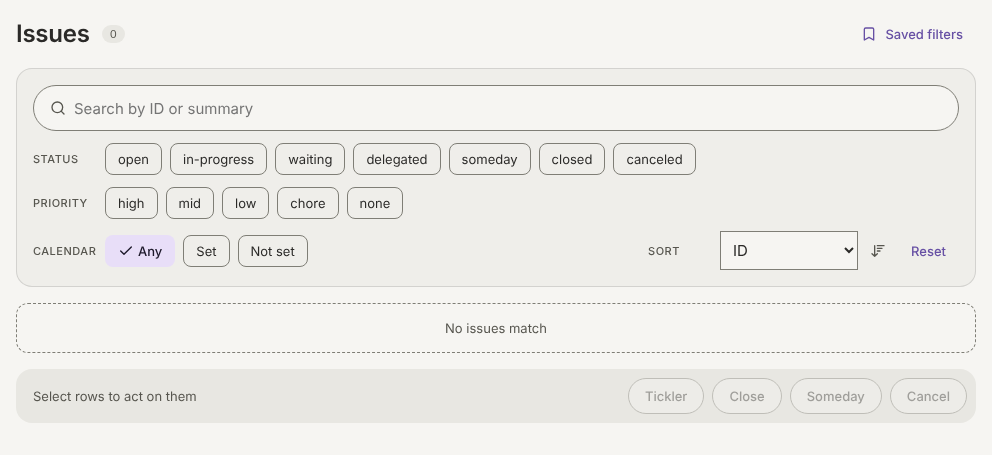 Issues 0 Saved filters
Search by ID or summary
STATUS open in-progress waiting delegated someday closed canceled
PRIORITY high mid low chore none
CALENDAR Any Set Not set SORT ID Reset
No issues match
Select rows to act on them Tickler Close Someday Cancel